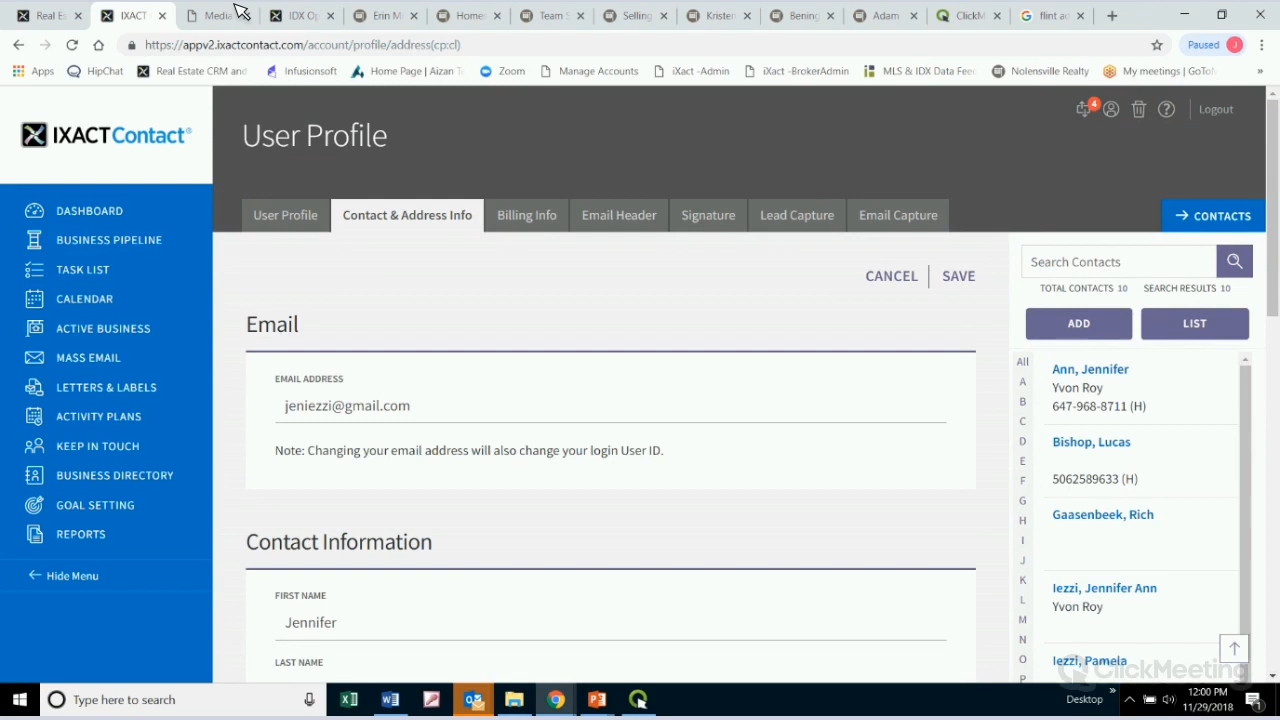 Real Es
IXACT
Media
IDX Op
Erin M
Home
Team S
Selling
Kristen
Bening
Adam
ClickM
flint ad
https://appv2.ixactcontact.com/account/profile/address(cp:cl)
Paused
J
Apps
HipChat
Real Estate CRM and
Infusionsoft
Home Page | Aizan T
Zoom
Manage Accounts
iXact -Admin
iXact -BrokerAdmin
MLS & IDX Data Fee
Nolensville Realty
My meetings | GoTo
»
IXACTContact®
User Profile
4
Logout
User Profile
Contact & Address Info
Billing Info
Email Header
Signature
Lead Capture
Email Capture
CONTACTS
DASHBOARD
BUSINESS PIPELINE
TASK LIST
CALENDAR
ACTIVE BUSINESS
MASS EMAIL
LETTERS & LABELS
ACTIVITY PLANS
KEEP IN TOUCH
BUSINESS DIRECTORY
GOAL SETTING
REPORTS
Hide Menu
CANCEL
SAVE
Email
EMAIL ADDRESS
jeniezzi@gmail.com
Note: Changing your email address will also change your login User ID.
Contact Information
FIRST NAME
Jennifer
LAST NAME
Search Contacts
TOTAL CONTACTS 10
SEARCH RESULTS 10
ADD
LIST
All
A
B
C
D
E
F
G
H
I
J
K
L
M
N
O
P
Ann, Jennifer
Yvon Roy
647-968-8711 (H)
Bishop, Lucas
5062589633 (H)
Gaasenbeek, Rich
Iezzi, Jennifer Ann
Yvon Roy
Iezzi, Pamela
ClickMeeting
Type here to search
Desktop
»
12:00 PM
11/29/2018
1